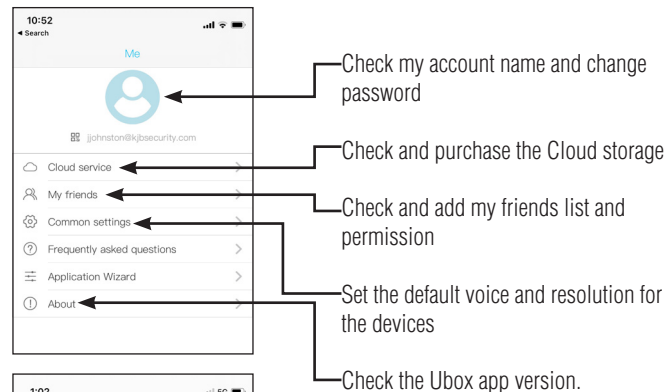 10:52
Search
Me
jjohnston@kjbsecurity.com
Cloud service
My friends
Common settings
Frequently asked questions
Application Wizard
About
Check my account name and change
password
Check and purchase the Cloud storage
Check and add my friends list and
permission
Set the default voice and resolution for
the devices
Check the Ubox app version.
1:02
5G